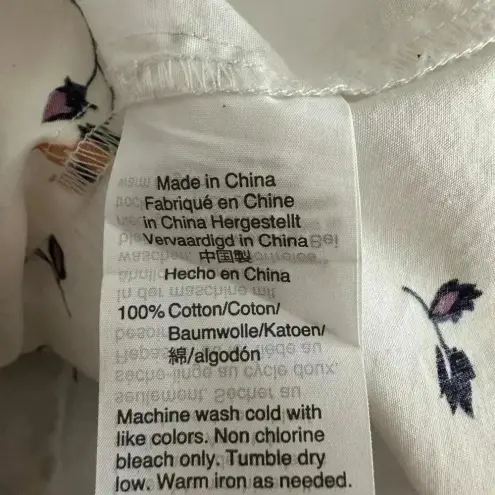 Made in China
Fabriqué en Chine
in China Hergestellt
Vervaardigd in China
中国製
Hecho en China
100% Cotton/Coton/
Baumwolle/Katoen/
綿/algodón
Machine wash cold with
like colors. Non chlorine
bleach only. Tumble dry
low. Warm iron as needed.